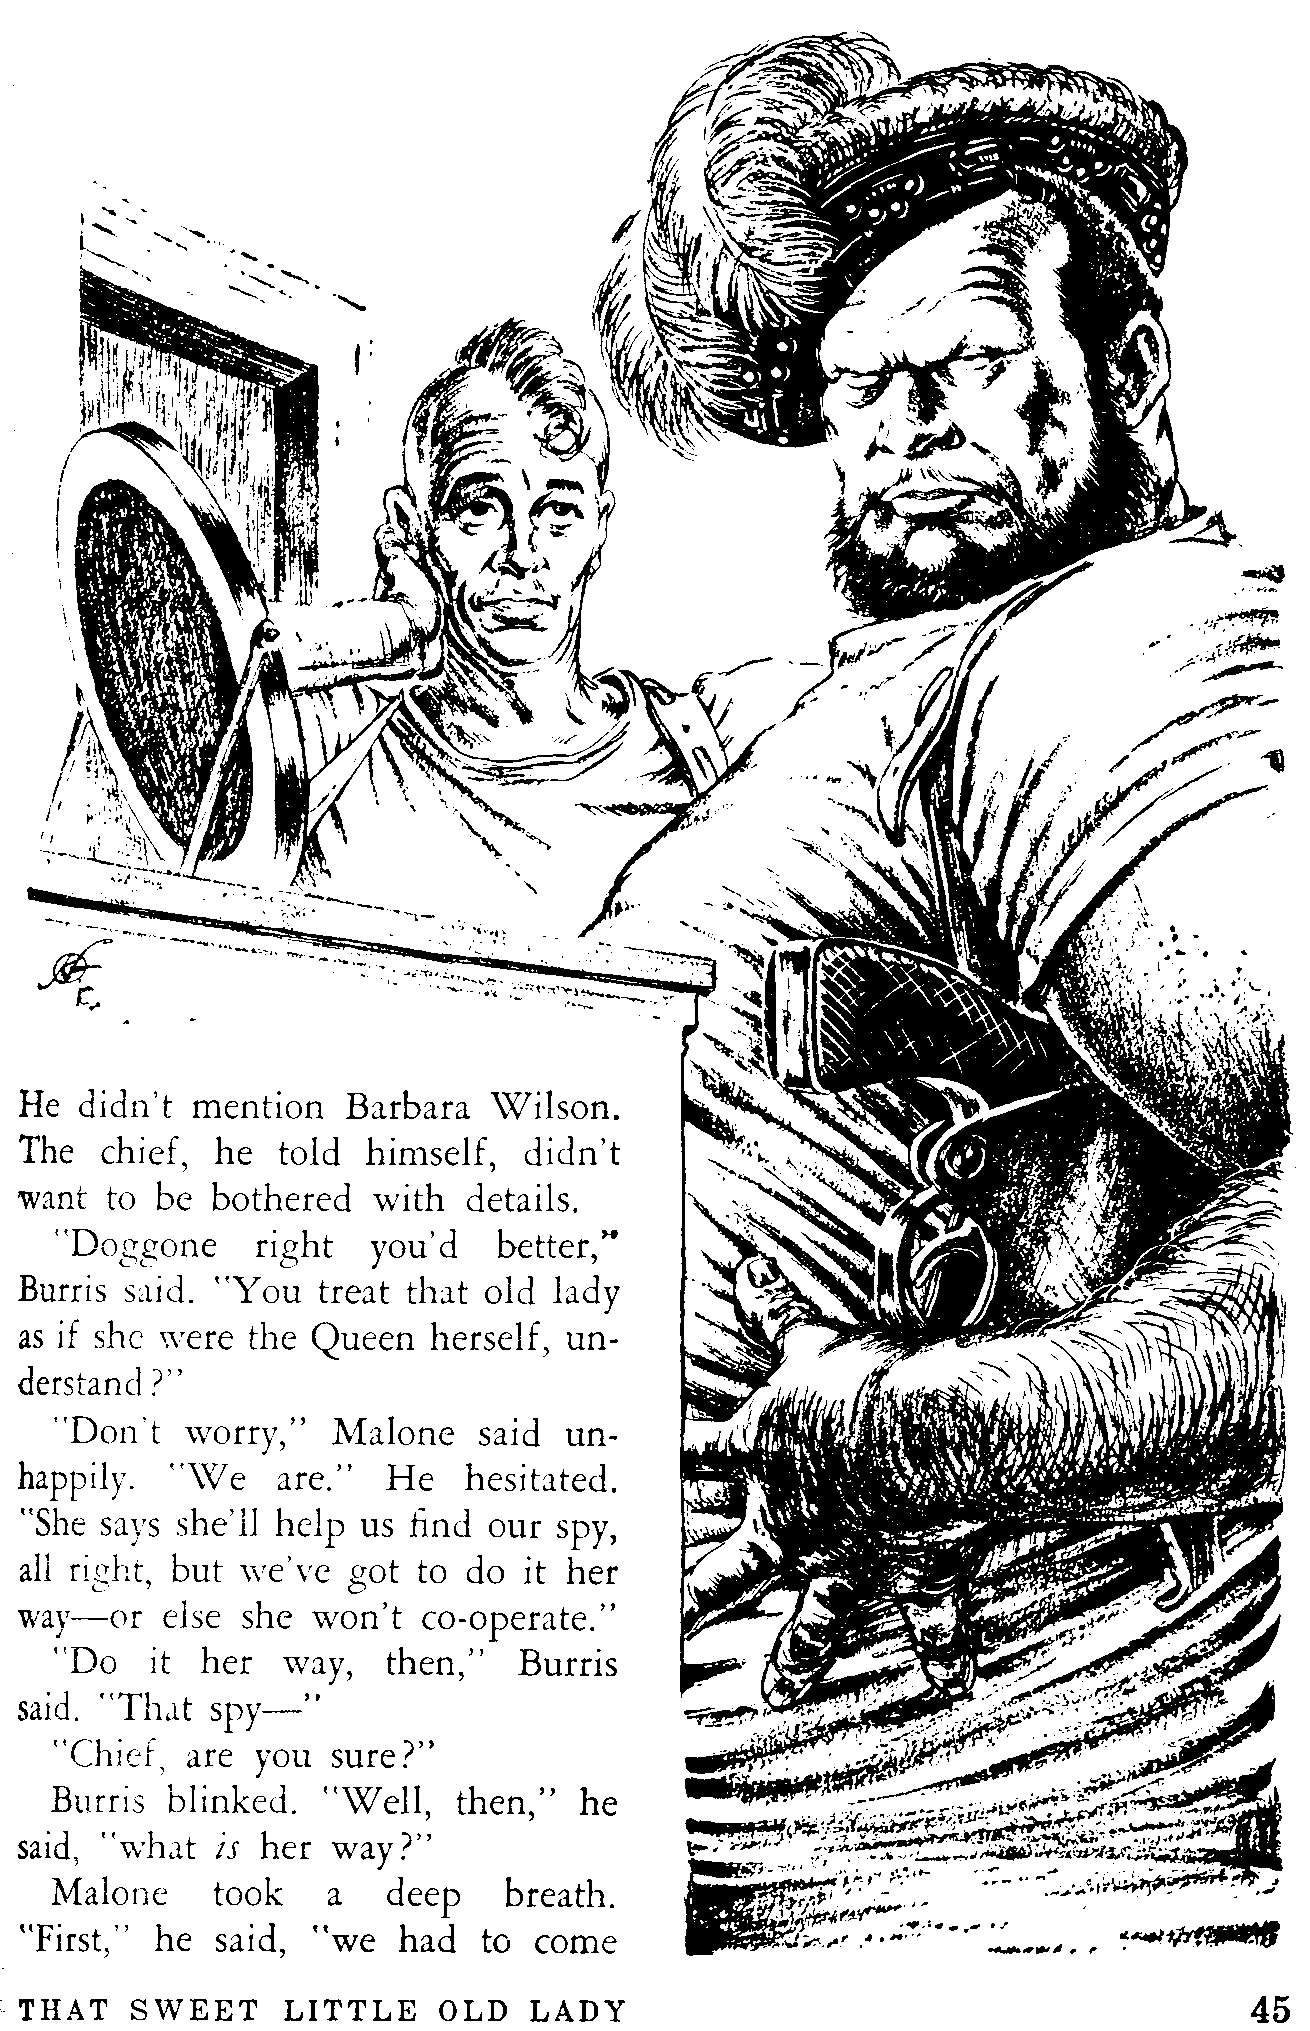 He didn't mention Barbara Wilson.
The chief, he told himself, didn't
want to be bothered with details.
"Doggone right you'd better,"
Burris said. "You treat that old lady
as if she were the Queen herself, un-
derstand?"
"Don't worry," Malone said un-
happily. "We are." He hesitated.
"She says she'll help us find our spy,
all right, but we've got to do it her
way—or else she won't co-operate."
"Do it her way, then," Burris
said. "That spy—"
"Chief, are you sure?"
Burris blinked. "Well, then," he
said, "what is her way?"
Malone took a deep breath.
"First," he said, "we had to come
THAT SWEET LITTLE OLD LADY
45